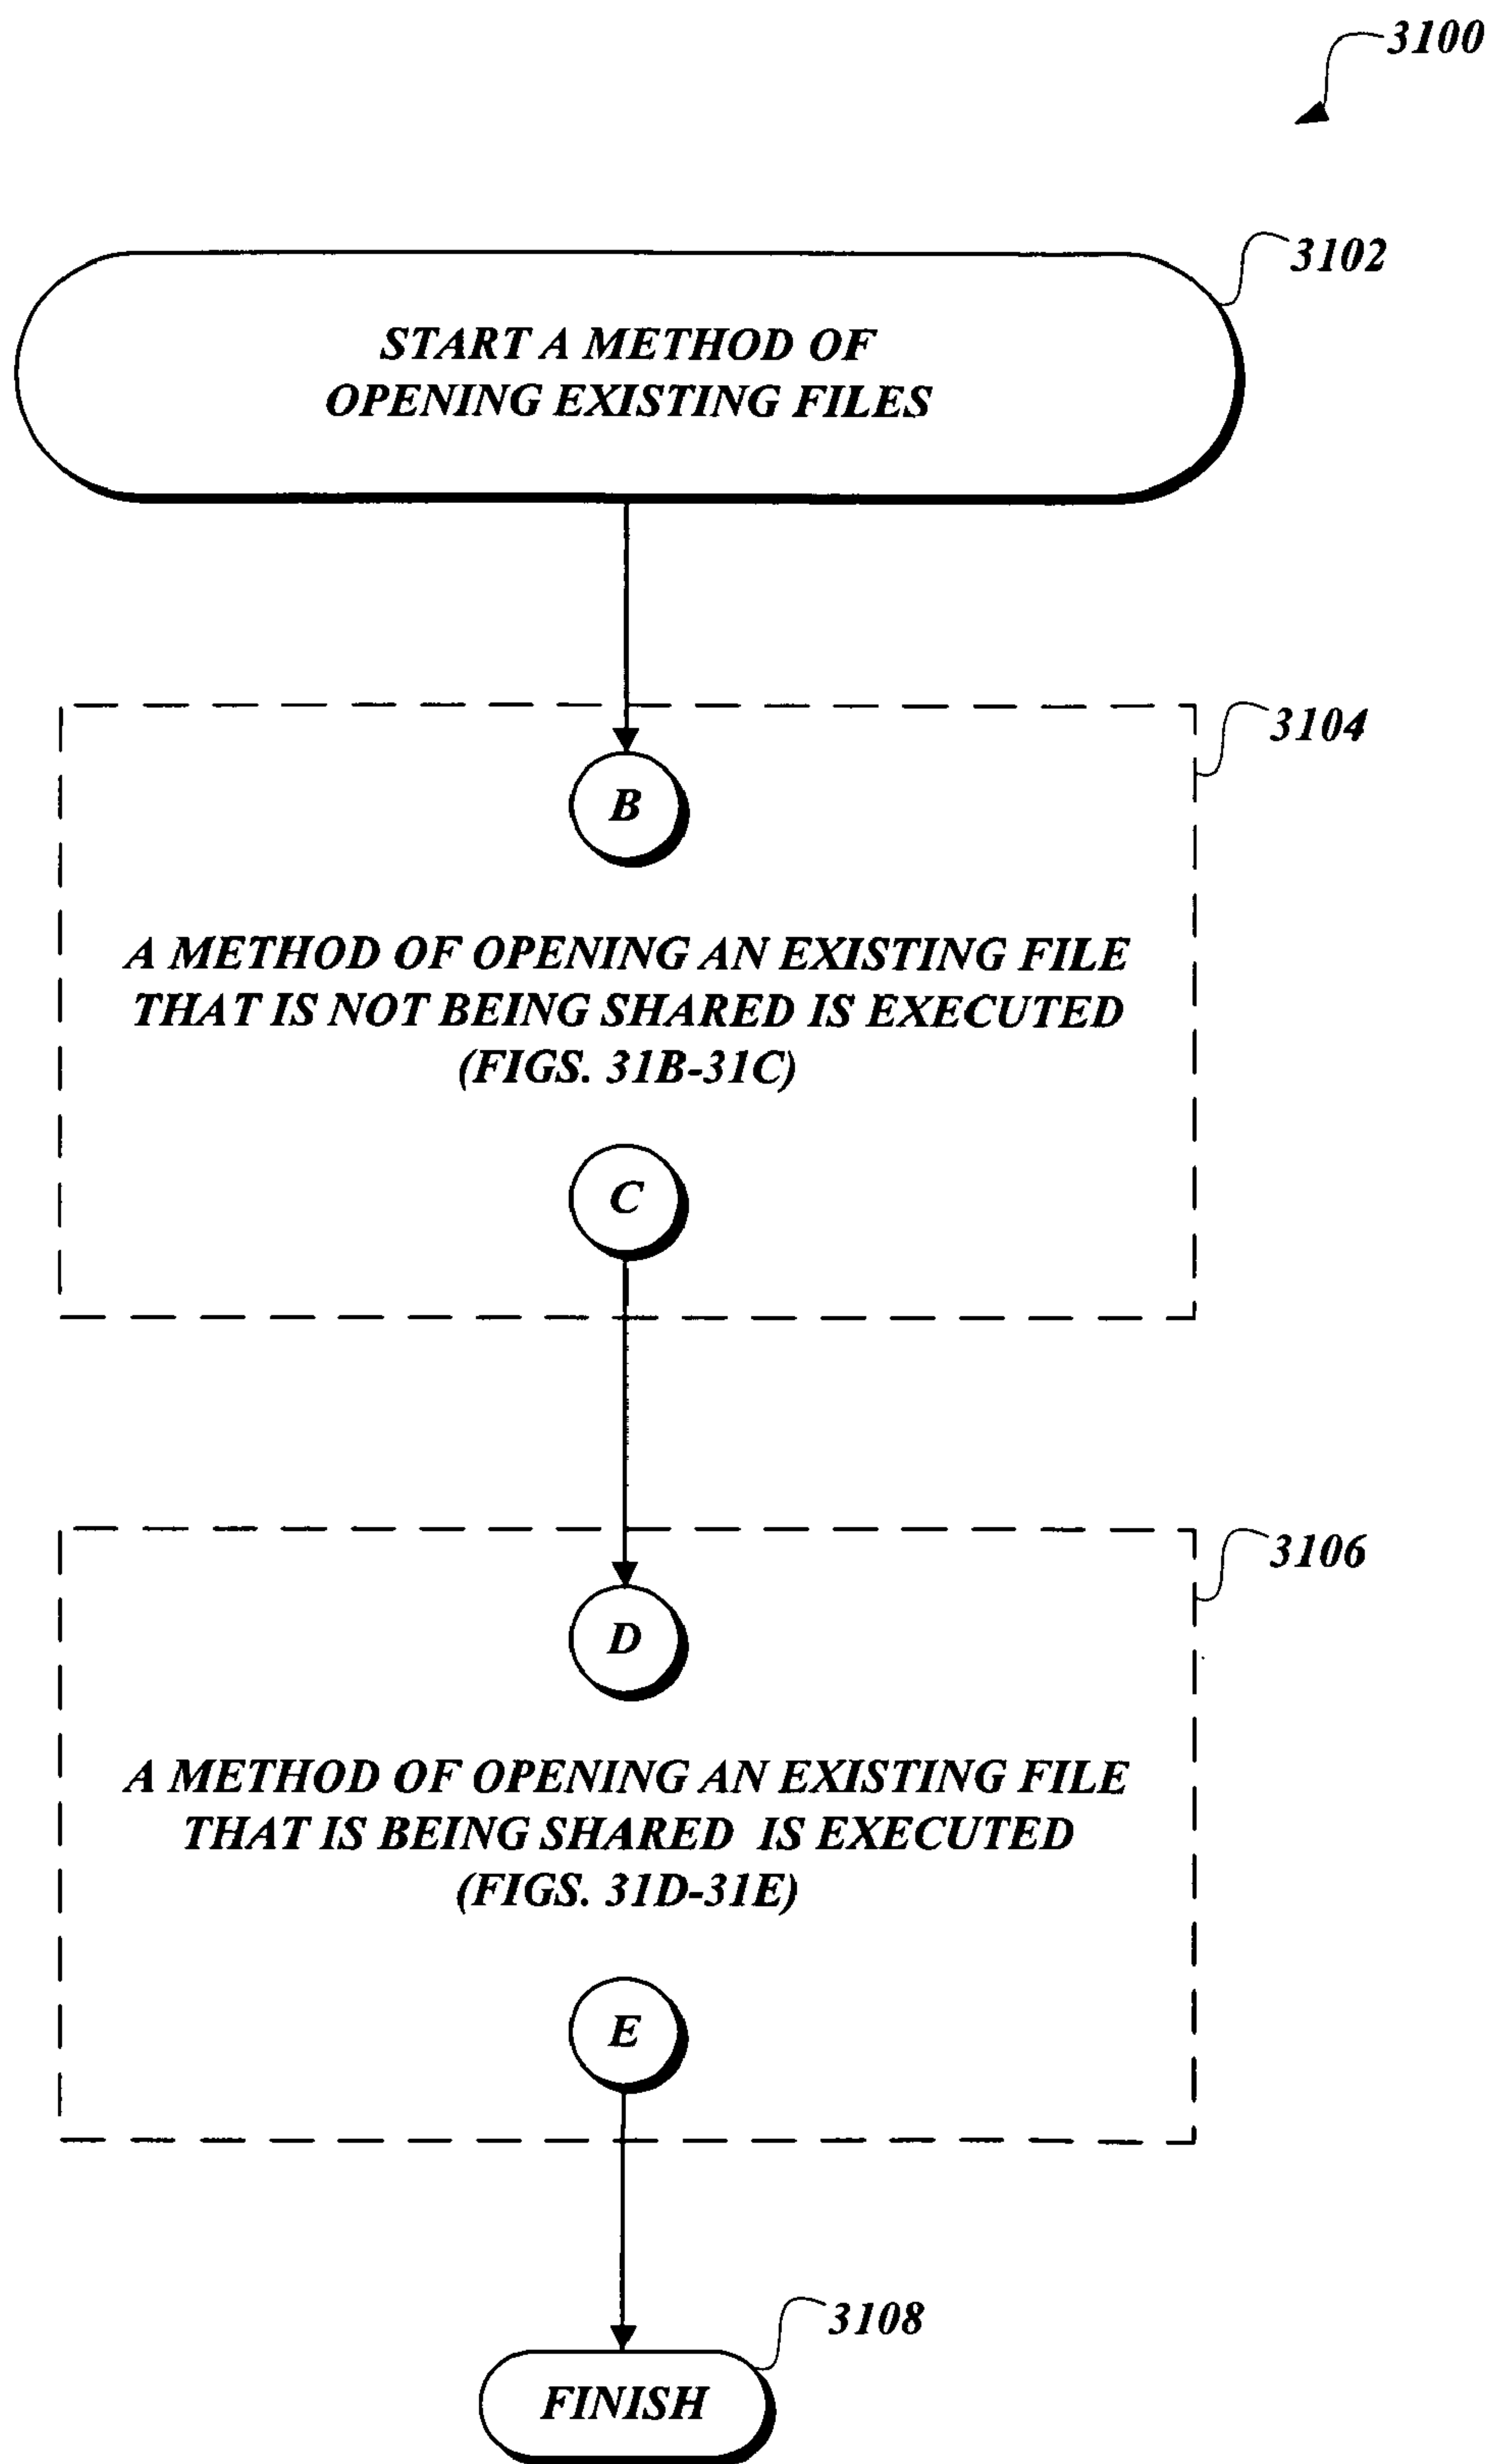 3100
3102
START A METHOD OF
OPENING EXISTING FILES
3104
B
A METHOD OF OPENING AN EXISTING FILE
THAT IS NOT BEING SHARED IS EXECUTED
(FIGS. 31B-31C)
C
3106
D
A METHOD OF OPENING AN EXISTING FILE
THAT IS BEING SHARED IS EXECUTED
(FIGS. 31D-31E)
E
3108
FINISH